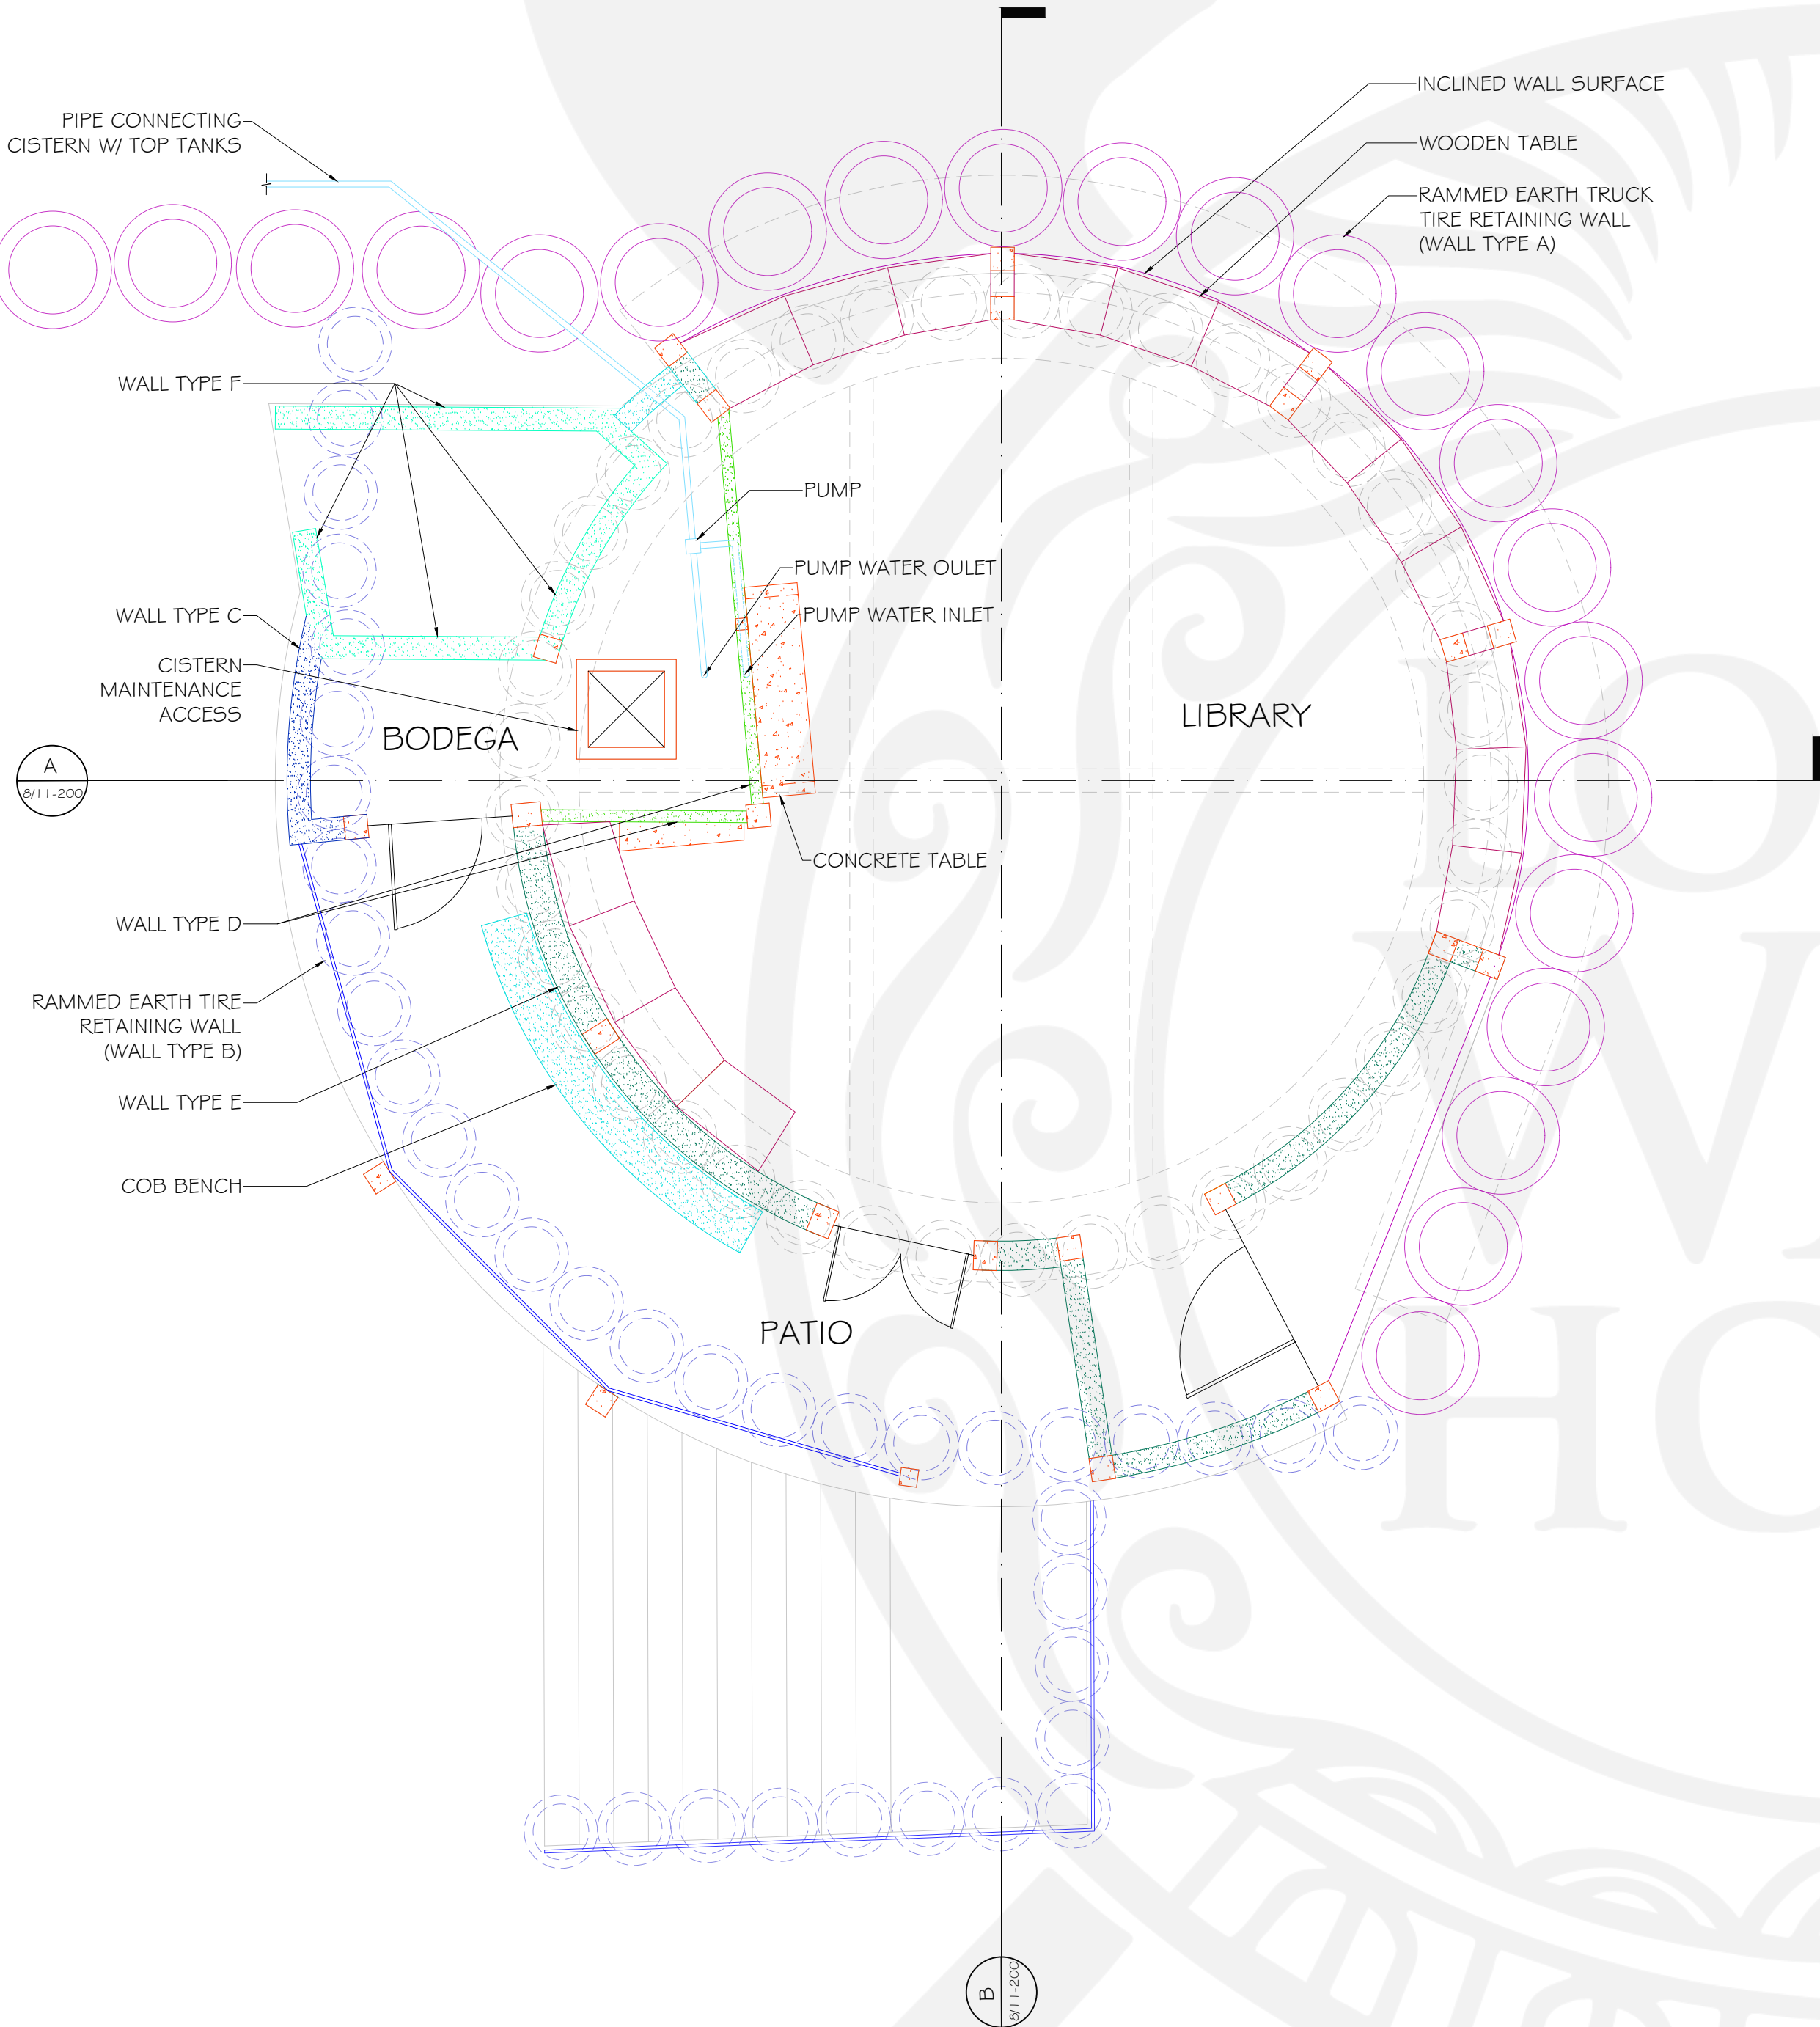 INCLINED WALL SURFACE
PIPE CONNECTING
CISTERN W/ TOP TANKS
WOODEN TABLE
RAMMED EARTH TRUCK
TIRE RETAINING WALL
(WALL TYPE A)
WALL TYPE F
PUMP
PUMP WATER OULET
PUMP WATER INLET
WALL TYPE C
CISTERN
MAINTENANCE
ACCESS
BODEGA
LIBRARY
A
8/11-200
CONCRETE TABLE
WALL TYPE D
RAMMED EARTH TIRE
RETAINING WALL
(WALL TYPE B)
WALL TYPE E
COB BENCH
PATIO
B
8/11-200
LO
W
HO